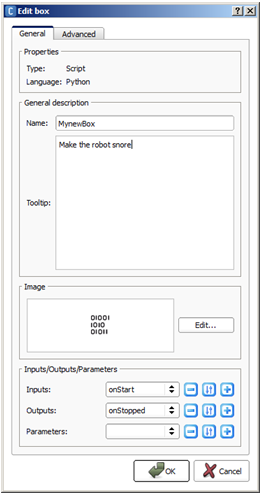 Edit box
General Advanced
Properties
Type: Script
Language: Python
General description
Name: MynewBox
Make the robot snore
Tooltip:
Image
01001
1010
01011
Edit...
Inputs/Outputs/Parameters
Inputs: onStart
Outputs: onStopped
Parameters:
OK Cancel